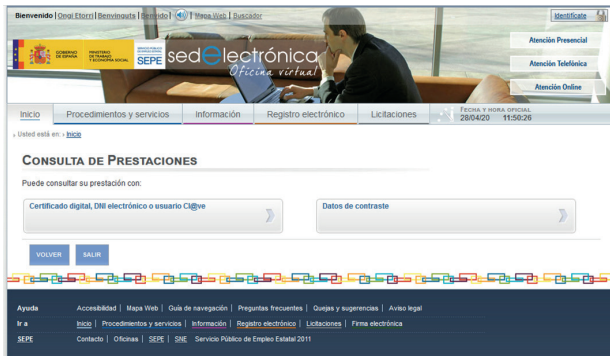 Bienvenido | Ongi Etorri | Benvinguts | Benvido | Mapa Web | Buscador
Identifícate
GOBIERNO DE ESPAÑA
MINISTERIO DE TRABAJO Y ECONOMÍA SOCIAL
SEPE
sedelectrónica
Oficina virtual
Atención Presencial
Atención Telefónica
Atención Online
Inicio Procedimientos y servicios Información Registro electrónico Licitaciones
FECHA Y HORA OFICIAL
28/04/20 11:50:26
Usted está en: Inicio
CONSULTA DE PRESTACIONES
Puede consultar su prestación con:
Certificado digital, DNI electrónico o usuario Cl@ve
Datos de contraste
VOLVER SALIR
Ayuda Accesibilidad | Mapa Web | Guía de navegación | Preguntas frecuentes | Quejas y sugerencias | Aviso legal
Ir a Inicio | Procedimientos y servicios | Información | Registro electrónico | Licitaciones | Firma electrónica
SEPE Contacto | Oficinas | SEPE | SNE Servicio Público de Empleo Estatal 2011